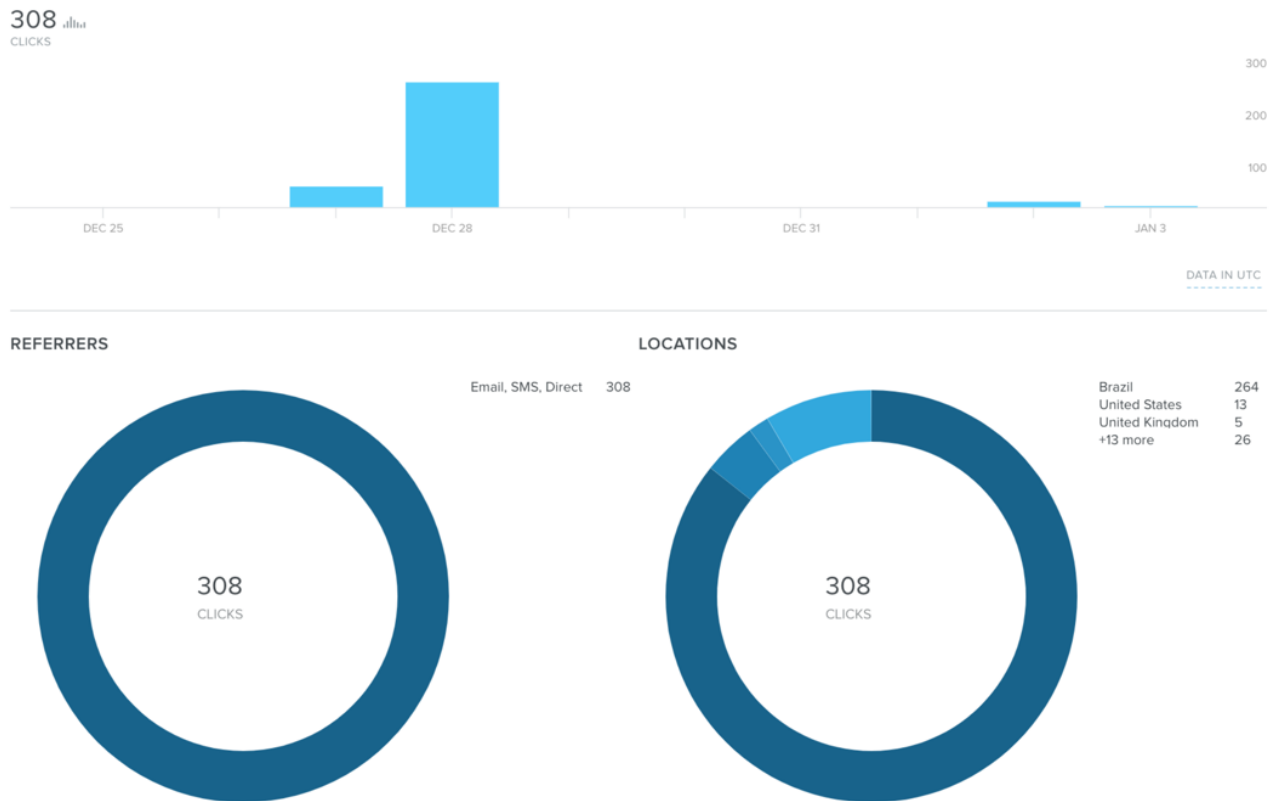 308
CLICKS
300
200
100
DEC 25
DEC 28
DEC 31
JAN 3
DATA IN UTC
REFERRERS
Email, SMS, Direct 308
308
CLICKS
LOCATIONS
Brazil 264
United States 13
United Kingdom 5
+13 more 26
308
CLICKS